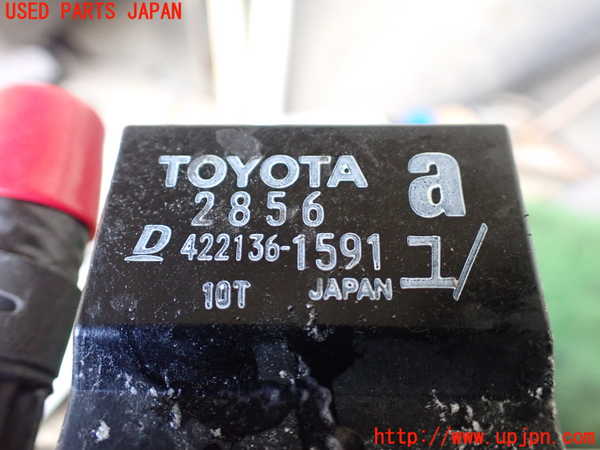 USED PARTS JAPAN
TOYOTA a
2856
D 422136-1591 ユ/
10T JAPAN
http://www.upjpn.com